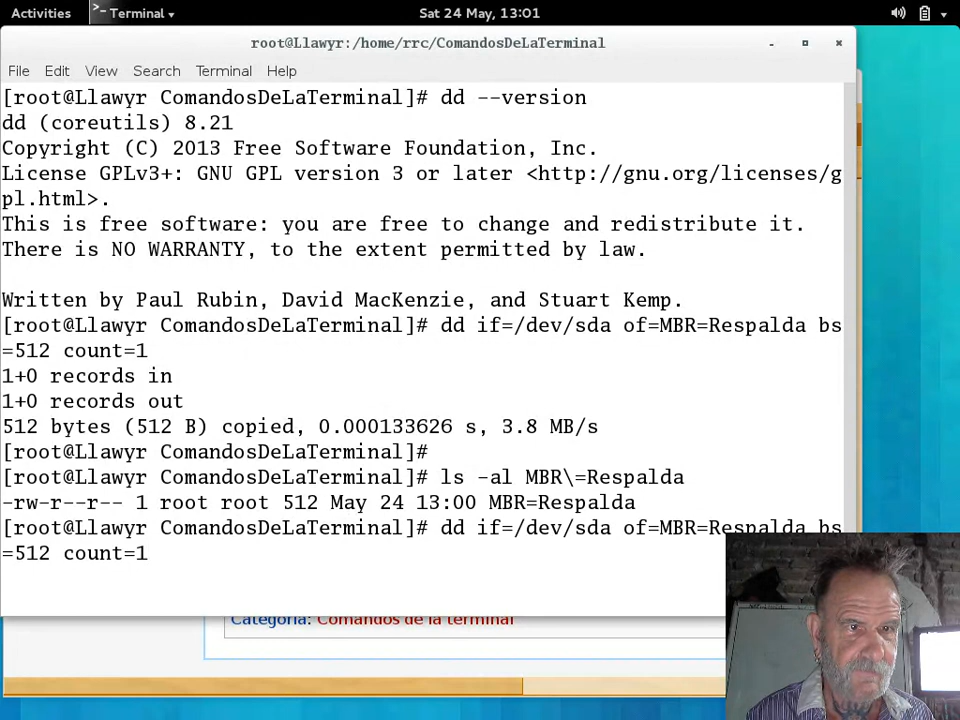 Activities
Terminal
Sat 24 May, 13:01
root@Llawyr:/home/rrc/ComandosDeLaTerminal
File Edit View Search Terminal Help
[root@Llawyr ComandosDeLaTerminal]# dd --version
dd (coreutils) 8.21
Copyright (C) 2013 Free Software Foundation, Inc.
License GPLv3+: GNU GPL version 3 or later <http://gnu.org/licenses/g
pl.html>.
This is free software: you are free to change and redistribute it.
There is NO WARRANTY, to the extent permitted by law.
Written by Paul Rubin, David MacKenzie, and Stuart Kemp.
[root@Llawyr ComandosDeLaTerminal]# dd if=/dev/sda of=MBR=Respalda bs
=512 count=1
1+0 records in
1+0 records out
512 bytes (512 B) copied, 0.000133626 s, 3.8 MB/s
[root@Llawyr ComandosDeLaTerminal]#
[root@Llawyr ComandosDeLaTerminal]# ls -al MBR\=Respalda
-rw-r--r-- 1 root root 512 May 24 13:00 MBR=Respalda
[root@Llawyr ComandosDeLaTerminal]# dd if=/dev/sda of=MBR=Respalda bs
=512 count=1
Categoría: Comandos de la terminal